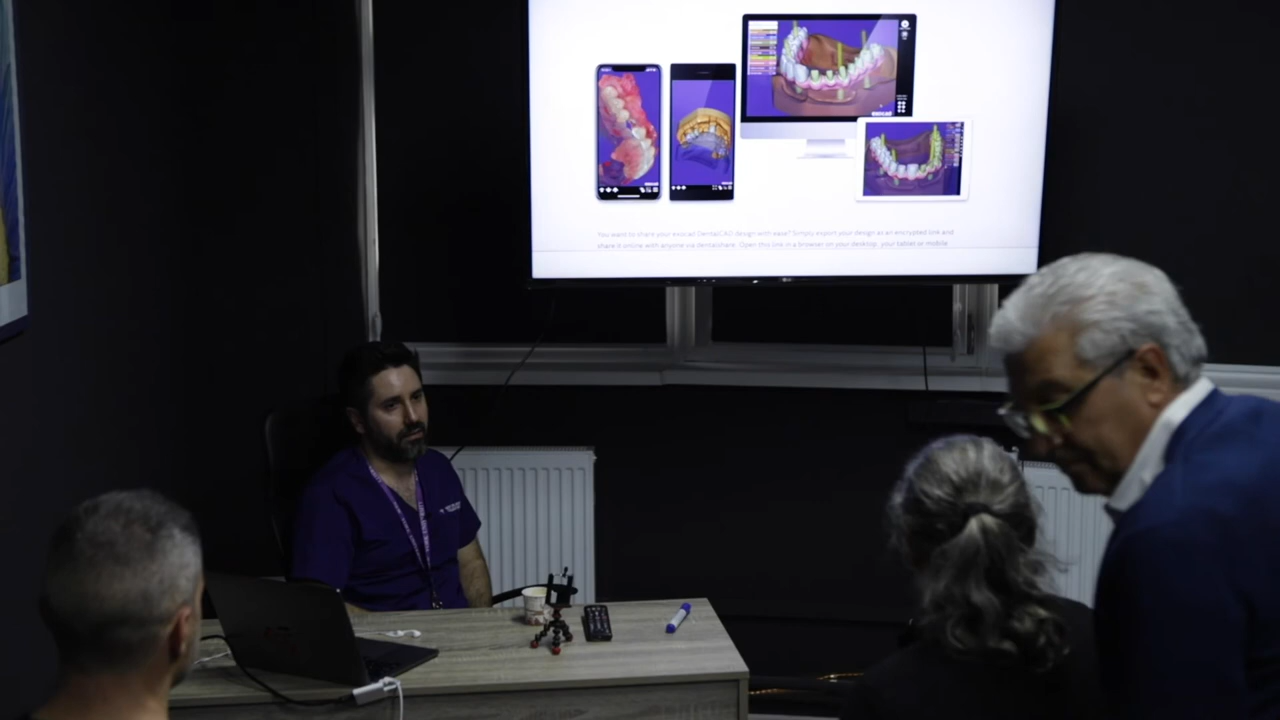 You want to share your exocad DentalCAD design with ease? Simply export your design as an encrypted link and
share it online with anyone via dentalshare. Open this link in a browser on your desktop, your tablet or mobile